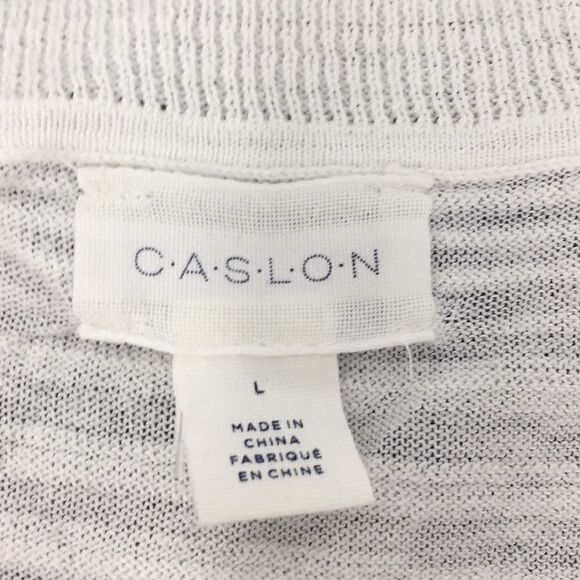 C·A·S·L·O·N
L
MADE IN
CHINA
FABRIQUÉ
EN CHINE